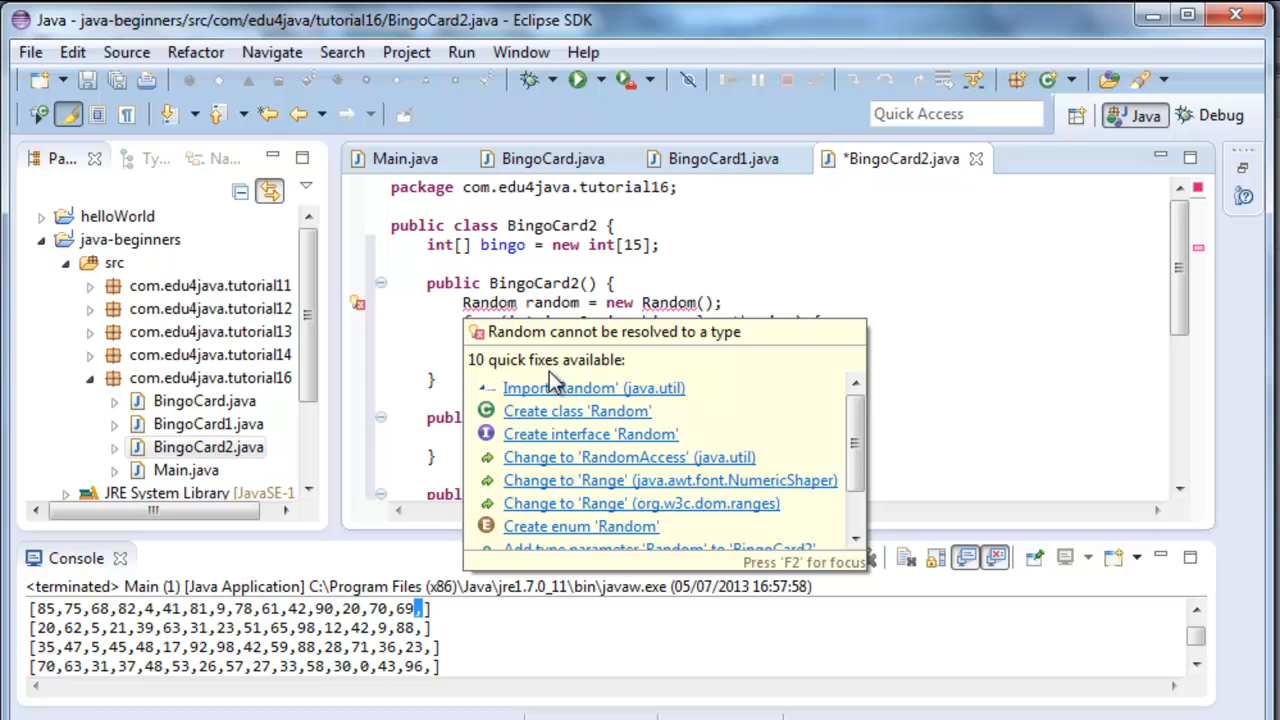 Java - java-beginners/src/com/edu4java/tutorial16/BingoCard2.java - Eclipse SDK
File Edit Source Refactor Navigate Search Project Run Window Help
Quick Access
Java
Debug
Pa...
Ty...
Na...
Main.java
BingoCard.java
BingoCard1.java
*BingoCard2.java
helloWorld
java-beginners
src
com.edu4java.tutorial11
com.edu4java.tutorial12
com.edu4java.tutorial13
com.edu4java.tutorial14
com.edu4java.tutorial16
BingoCard.java
BingoCard1.java
BingoCard2.java
Main.java
JRE System Library [JavaSE-1
package com.edu4java.tutorial16;
public class BingoCard2 {
int[] bingo = new int[15];
public BingoCard2() {
Random random = new Random();
}
publ
}
publ
Random cannot be resolved to a type
10 quick fixes available:
Import 'Random' (java.util)
Create class 'Random'
Create interface 'Random'
Change to 'RandomAccess' (java.util)
Change to 'Range' (java.awt.font.NumericShaper)
Change to 'Range' (org.w3c.dom.ranges)
Create enum 'Random'
Add type parameter 'Random' to 'BingoCard2'
Press 'F2' for focus
Console
<terminated> Main (1) [Java Application] C:\Program Files (x86)\Java\jre1.7.0_11\bin\javaw.exe (05/07/2013 16:57:58)
[85,75,68,82,4,41,81,9,78,61,42,90,20,70,69,]
[20,62,5,21,39,63,31,23,51,65,98,12,42,9,88,]
[35,47,5,45,48,17,92,98,42,59,88,28,71,36,23,]
[70,63,31,37,48,53,26,57,27,33,58,30,0,43,96,]